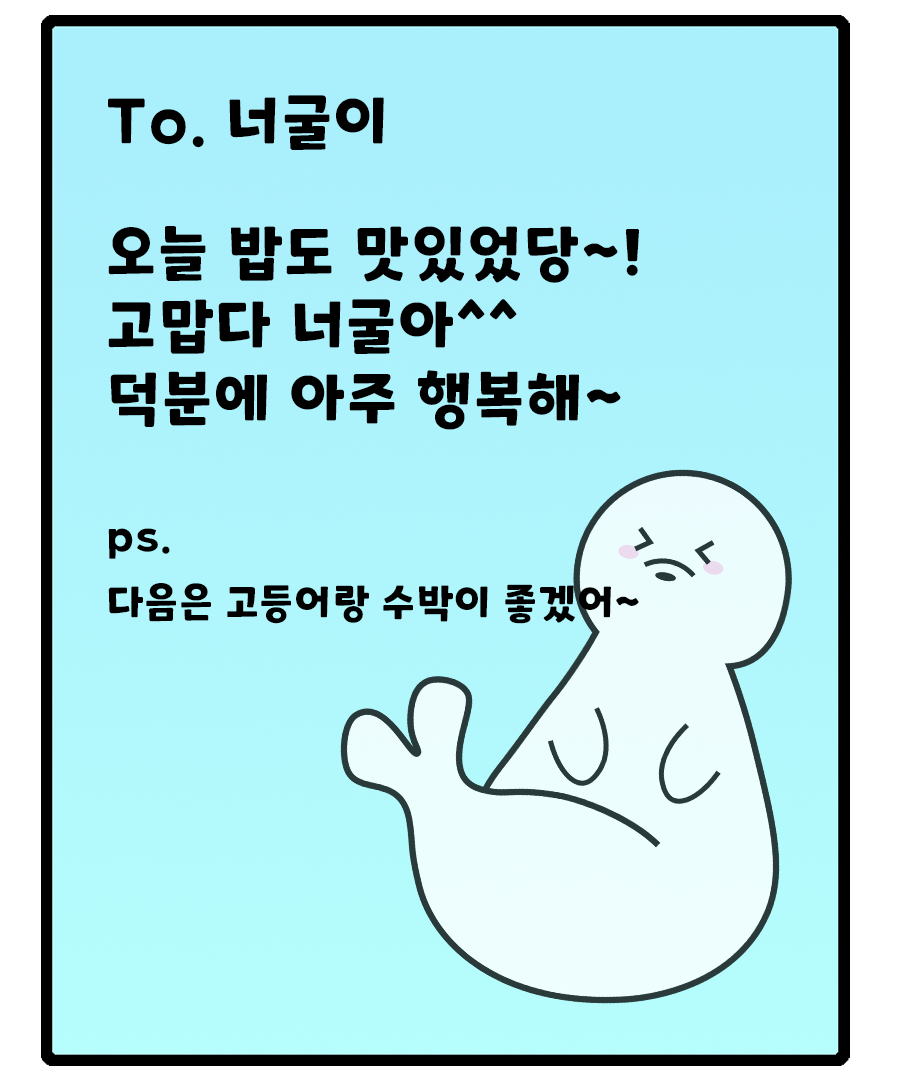 To. 너굴이
오늘 밥도 맛있었당~!
고맙다 너굴아^^
덕분에 아주 행복해~
ps.
다음은 고등어랑 수박이 좋겠어~